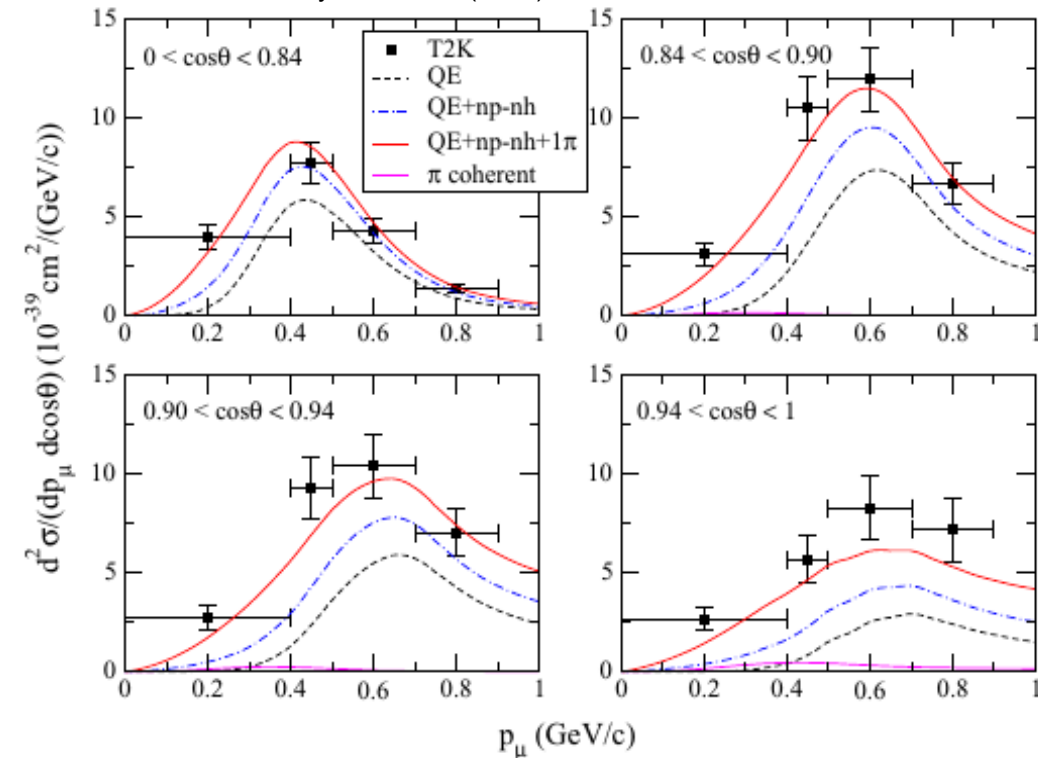 0 < cosθ < 0.84
T2K
QE
QE+np-nh
QE+np-nh+1π
π coherent
0.84 < cosθ < 0.90
15
10
5
0
0 0.2 0.4 0.6 0.8 1
15
10
5
0
0 0.2 0.4 0.6 0.8 1
0.90 < cosθ < 0.94
0.94 < cosθ < 1
15
10
5
0
0 0.2 0.4 0.6 0.8 1
15
10
5
0
0 0.2 0.4 0.6 0.8 1
d²σ/(dp_μ dcosθ) (10⁻³⁹ cm²/(GeV/c))
p_μ (GeV/c)